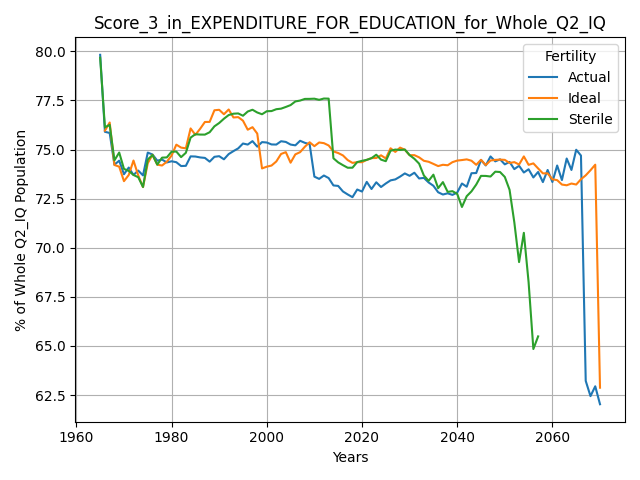 Score_3_in_EXPENDITURE_FOR_EDUCATION_for_Whole_Q2_IQ
% of Whole Q2_IQ Population
80.0
77.5
75.0
72.5
70.0
67.5
65.0
62.5
Fertility
Actual
Ideal
Sterile
1960
1980
2000
2020
2040
2060
Years